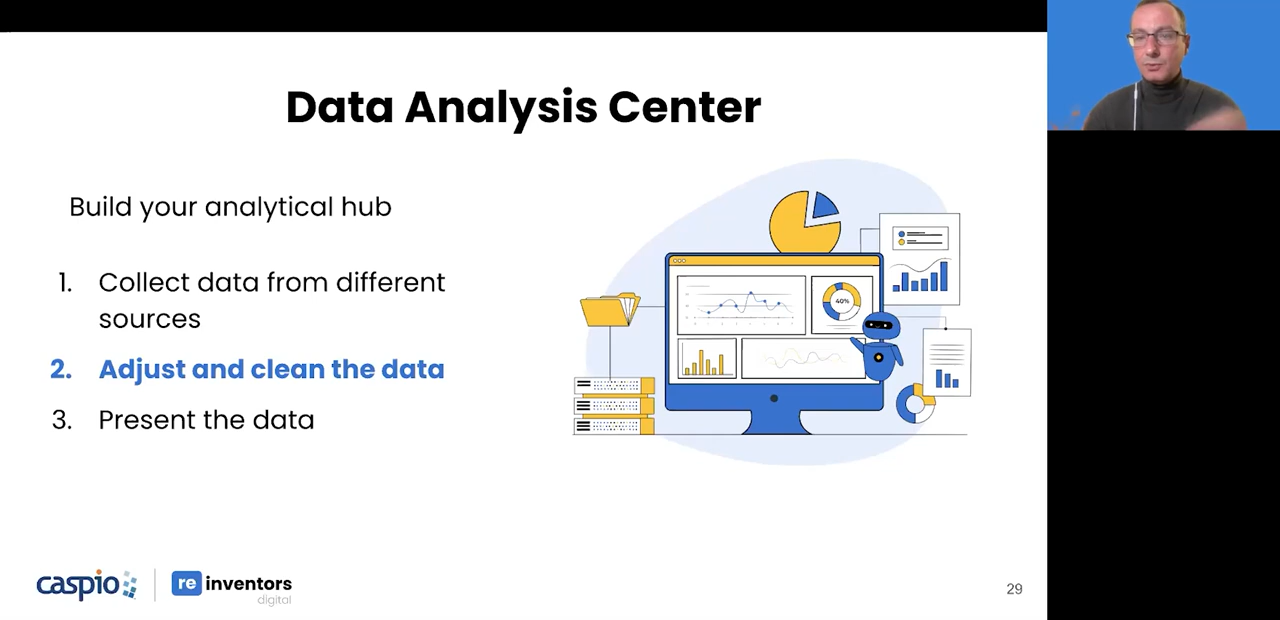 Data Analysis Center
Build your analytical hub
1. Collect data from different
sources
2. Adjust and clean the data
3. Present the data
40%
caspio
re inventors
digital
29